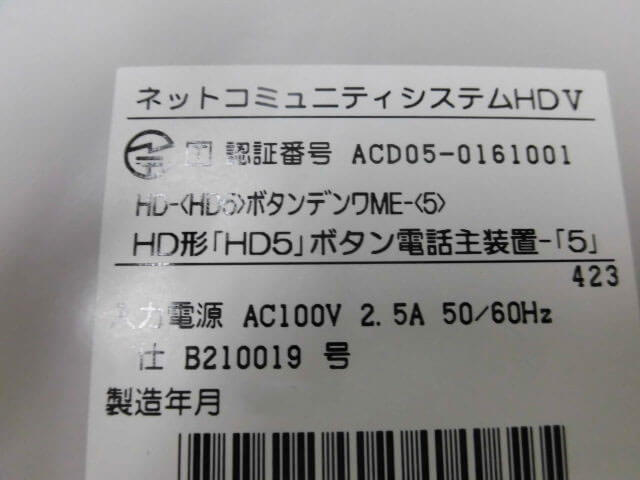 ネットコミュニティシステムHDV
T 認証番号 ACD05-0161001
HD-<HD5>ボタンデンワME-<5>
HD形「HD5」ボタン電話主装置-「5」
423
入力電源 AC100V 2.5A 50/60Hz
仕 B210019 号
製造年月